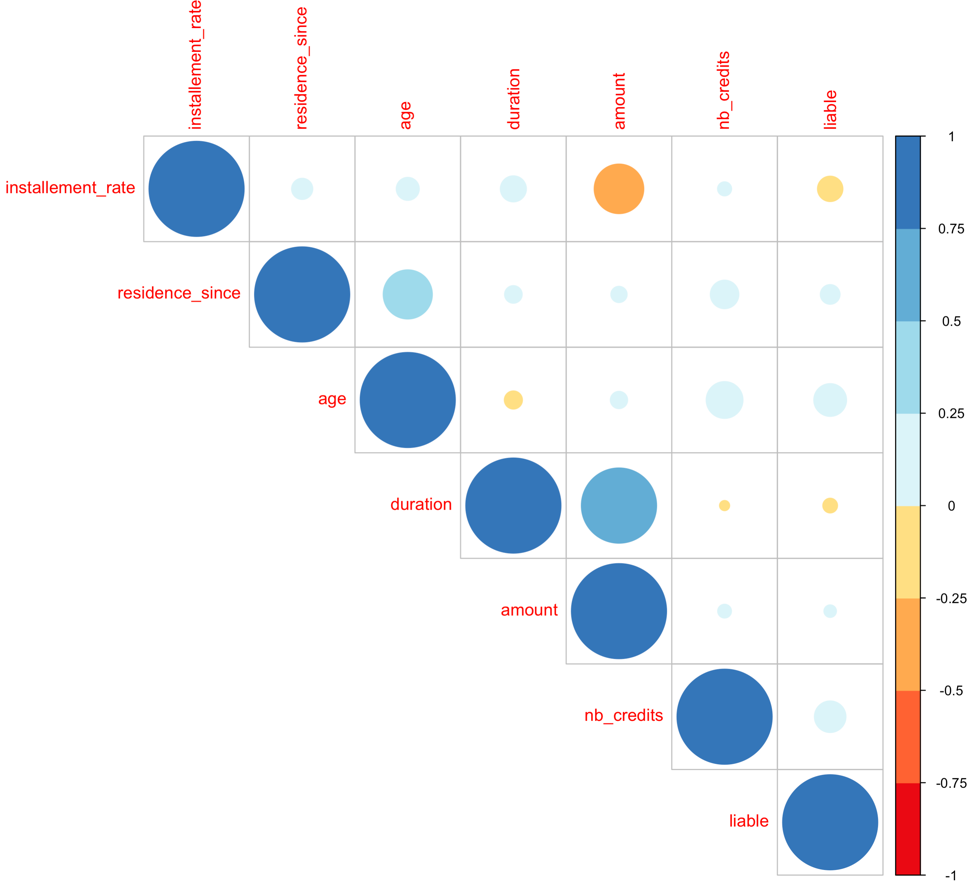 installement_rate
residence_since
age
duration
amount
nb_credits
liable
installement_rate
residence_since
age
duration
amount
nb_credits
liable
1
0.75
0.5
0.25
0
-0.25
-0.5
-0.75
-1